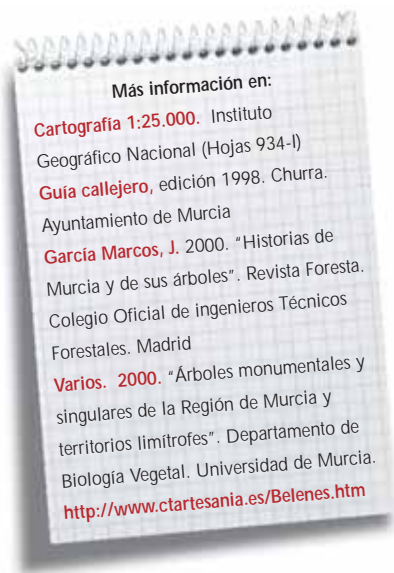 Más información en:
Cartografía 1:25.000. Instituto
Geográfico Nacional (Hojas 934-I)
Guía callejero, edición 1998. Churra.
Ayuntamiento de Murcia
García Marcos, J. 2000. "Historias de
Murcia y de sus árboles". Revista Foresta.
Colegio Oficial de ingenieros Técnicos
Forestales. Madrid
Varios. 2000. "Árboles monumentales y
singulares de la Región de Murcia y
territorios limítrofes". Departamento de
Biología Vegetal. Universidad de Murcia.
http://www.ctartesania.es/Belenes.htm